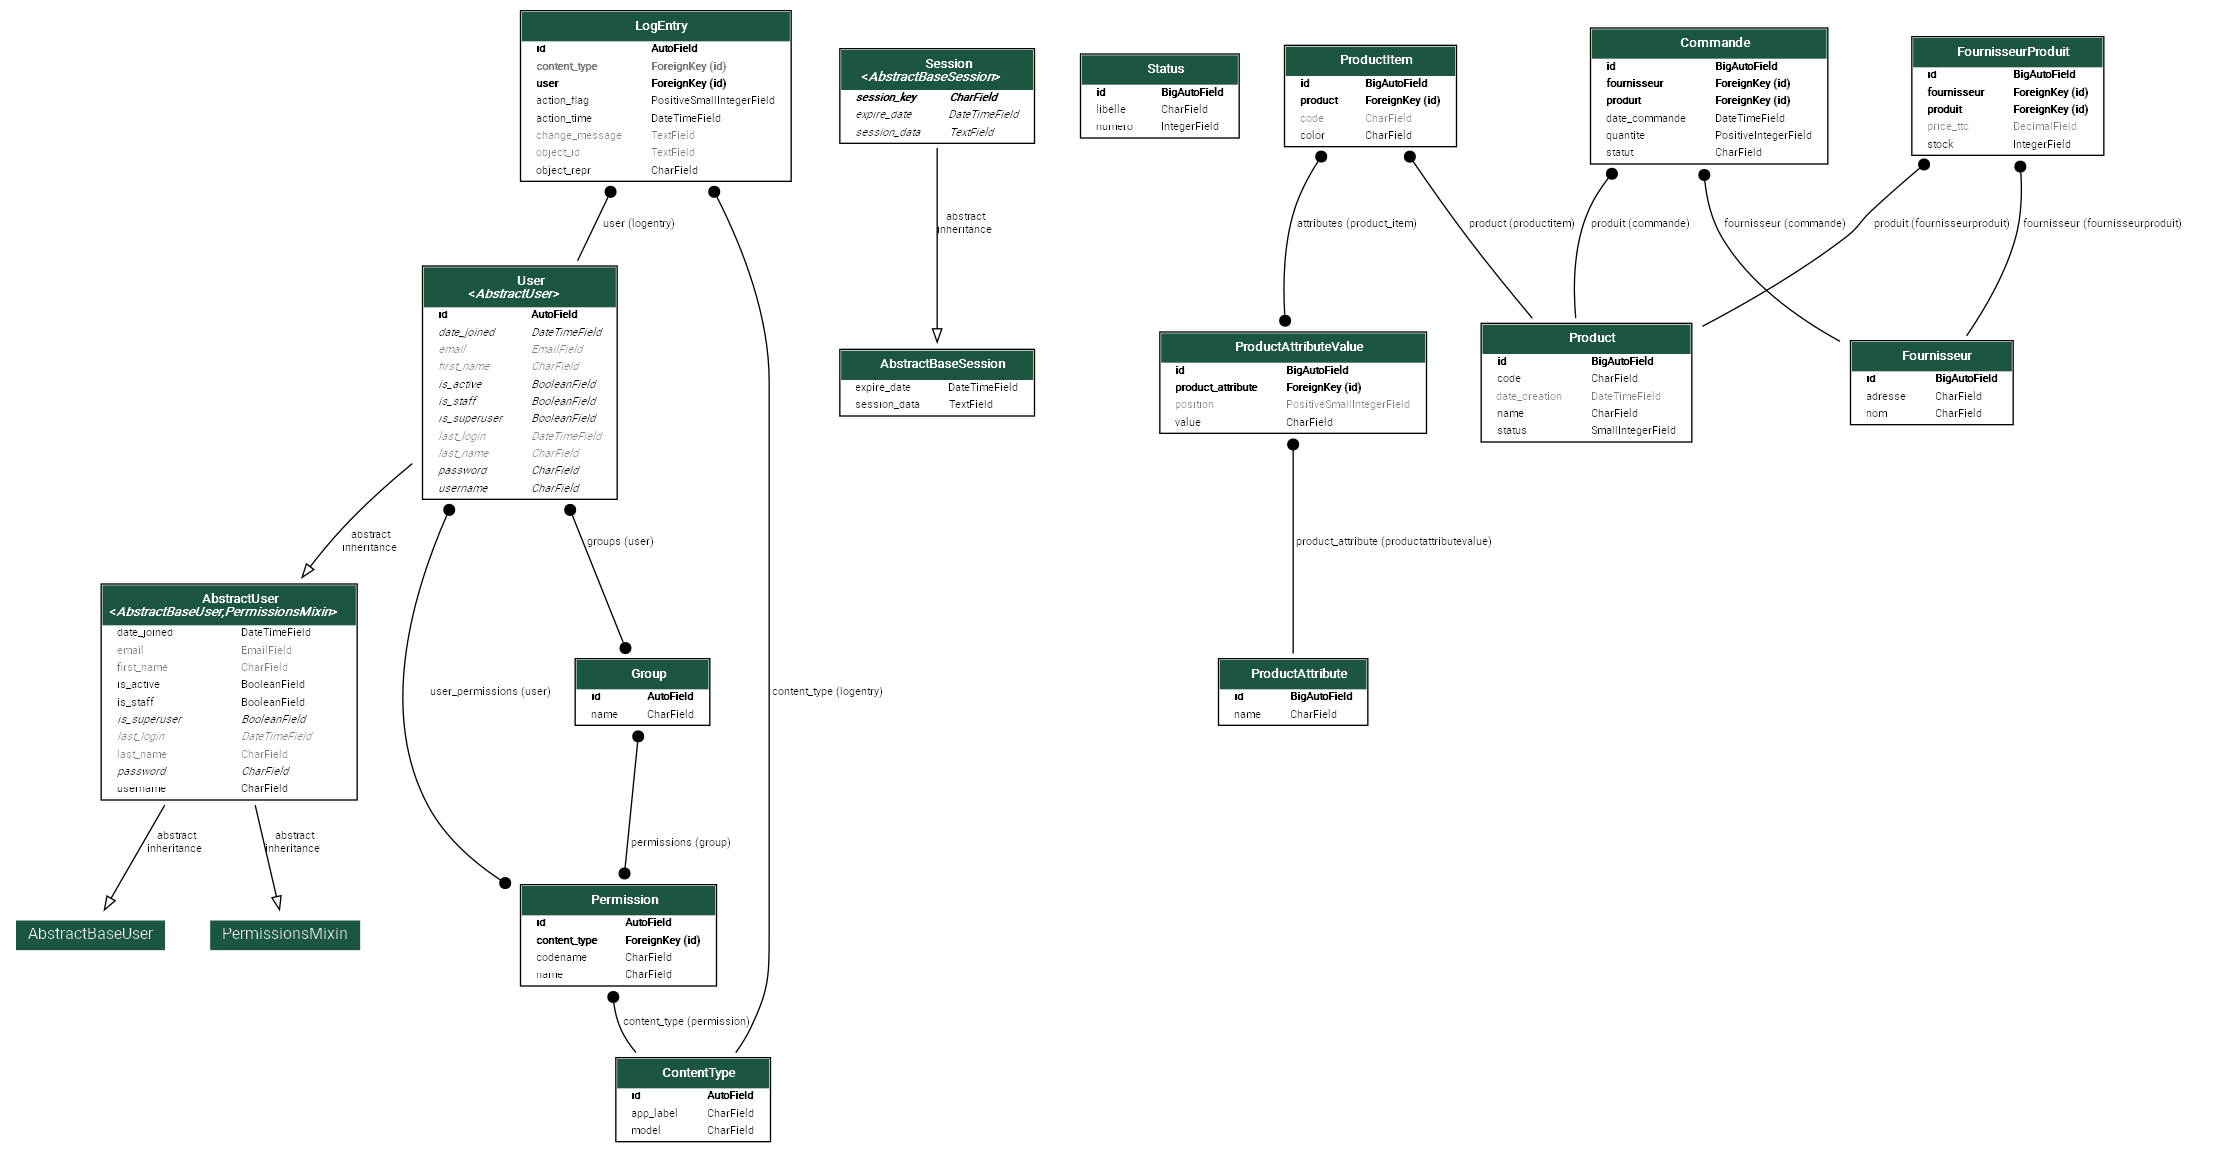 LogEntry
id AutoField
content_type ForeignKey (id)
user ForeignKey (id)
action_flag PositiveSmallIntegerField
action_time DateTimeField
change_message TextField
object_id TextField
object_repr CharField
Session
<AbstractBaseSession>
session_key CharField
expire_date DateTimeField
session_data TextField
Status
id BigAutoField
libelle CharField
numero IntegerField
ProductItem
id BigAutoField
product ForeignKey (id)
code CharField
color CharField
Commande
id BigAutoField
fournisseur ForeignKey (id)
produit ForeignKey (id)
date_commande DateTimeField
quantite PositiveIntegerField
statut CharField
FournisseurProduit
id BigAutoField
fournisseur ForeignKey (id)
produit ForeignKey (id)
price_ttc DecimalField
stock IntegerField
user (logentry)
abstract
inheritance
attributes (product_item)
product (productitem)
produit (commande)
fournisseur (commande)
produit (fournisseurproduit)
fournisseur (fournisseurproduit)
User
<AbstractUser>
id AutoField
date_joined DateTimeField
email EmailField
first_name CharField
is_active BooleanField
is_staff BooleanField
is_superuser BooleanField
last_login DateTimeField
last_name CharField
password CharField
username CharField
AbstractBaseSession
expire_date DateTimeField
session_data TextField
ProductAttributeValue
id BigAutoField
product_attribute ForeignKey (id)
position PositiveSmallIntegerField
value CharField
Product
id BigAutoField
code CharField
date_creation DateTimeField
name CharField
status SmallIntegerField
Fournisseur
id BigAutoField
adresse CharField
nom CharField
abstract
inheritance
groups (user)
product_attribute (productattributevalue)
AbstractUser
<AbstractBaseUser,PermissionsMixin>
date_joined DateTimeField
email EmailField
first_name CharField
is_active BooleanField
is_staff BooleanField
is_superuser BooleanField
last_login DateTimeField
last_name CharField
password CharField
username CharField
user_permissions (user)
Group
id AutoField
name CharField
content_type (logentry)
ProductAttribute
id BigAutoField
name CharField
abstract
inheritance
abstract
inheritance
permissions (group)
AbstractBaseUser
PermissionsMixin
Permission
id AutoField
content_type ForeignKey (id)
codename CharField
name CharField
content_type (permission)
ContentType
id AutoField
app_label CharField
model CharField